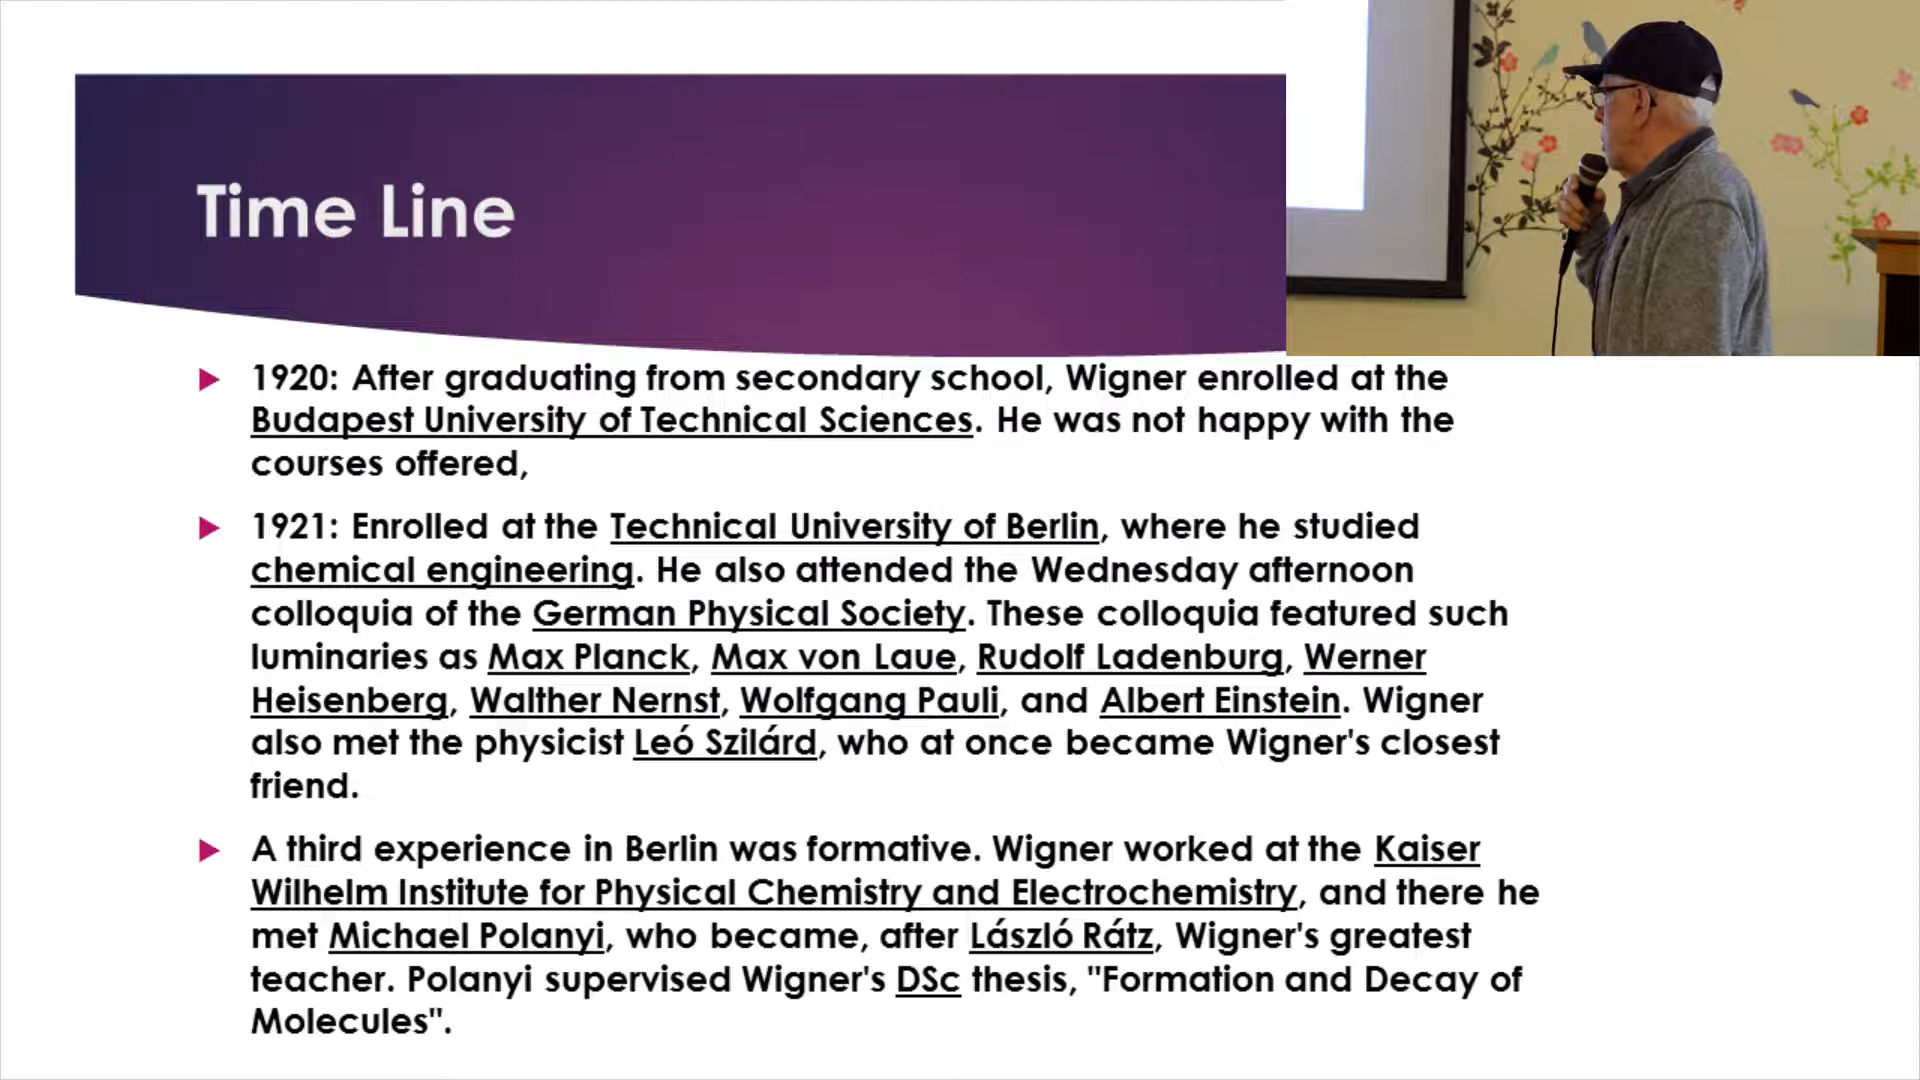 Time Line
1920: After graduating from secondary school, Wigner enrolled at the
Budapest University of Technical Sciences. He was not happy with the
courses offered,
1921: Enrolled at the Technical University of Berlin, where he studied
chemical engineering. He also attended the Wednesday afternoon
colloquia of the German Physical Society. These colloquia featured such
luminaries as Max Planck, Max von Laue, Rudolf Ladenburg, Werner
Heisenberg, Walther Nernst, Wolfgang Pauli, and Albert Einstein. Wigner
also met the physicist Leó Szilárd, who at once became Wigner's closest
friend.
A third experience in Berlin was formative. Wigner worked at the Kaiser
Wilhelm Institute for Physical Chemistry and Electrochemistry, and there he
met Michael Polanyi, who became, after László Rátz, Wigner's greatest
teacher. Polanyi supervised Wigner's DSc thesis, "Formation and Decay of
Molecules".